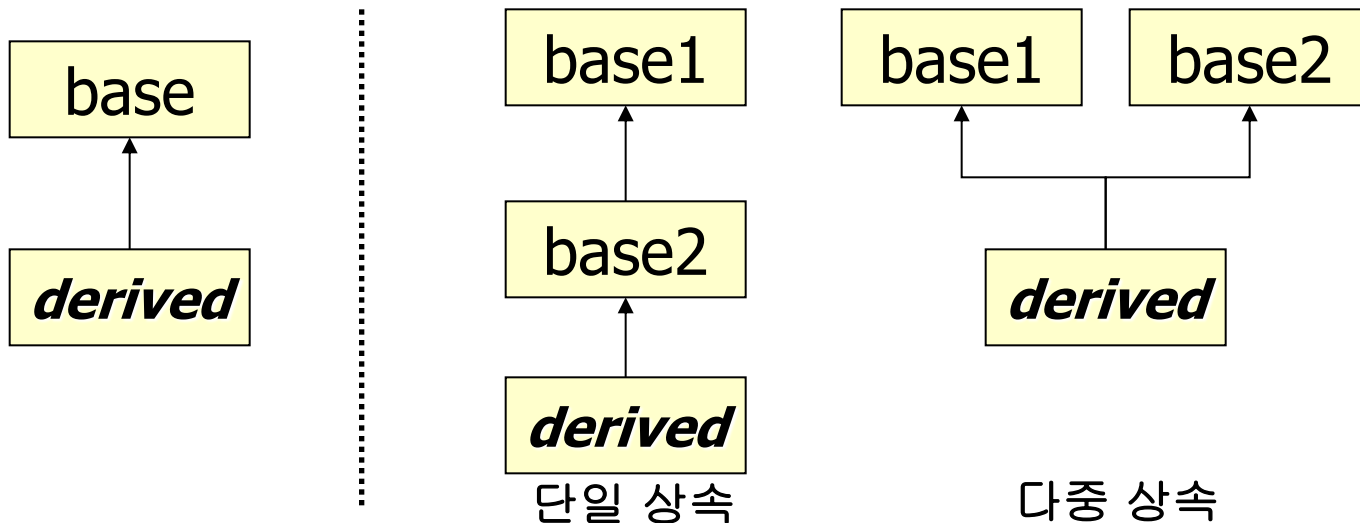 base
derived
base1
base2
derived
단일 상속
base1
base2
derived
다중 상속